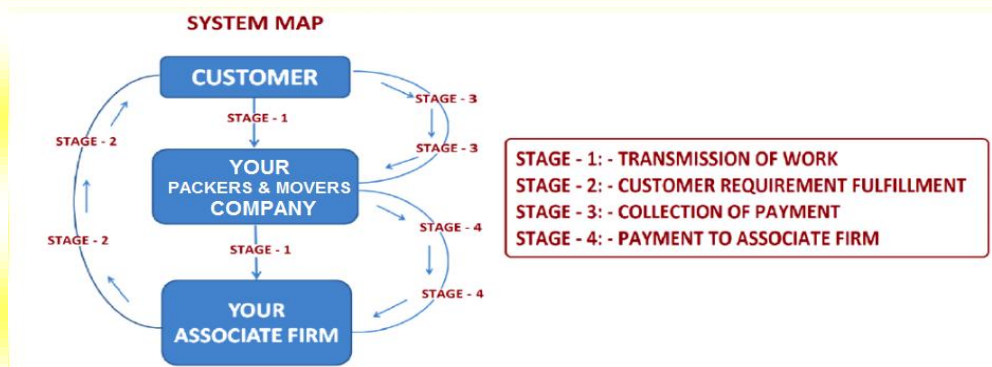 SYSTEM MAP
CUSTOMER
STAGE - 3
STAGE - 1
STAGE - 2
STAGE - 3
YOUR
PACKERS & MOVERS
COMPANY
STAGE - 4
STAGE - 2
STAGE - 1
STAGE - 4
YOUR
ASSOCIATE FIRM
STAGE - 1: - TRANSMISSION OF WORK
STAGE - 2: - CUSTOMER REQUIREMENT FULFILLMENT
STAGE - 3: - COLLECTION OF PAYMENT
STAGE - 4: - PAYMENT TO ASSOCIATE FIRM